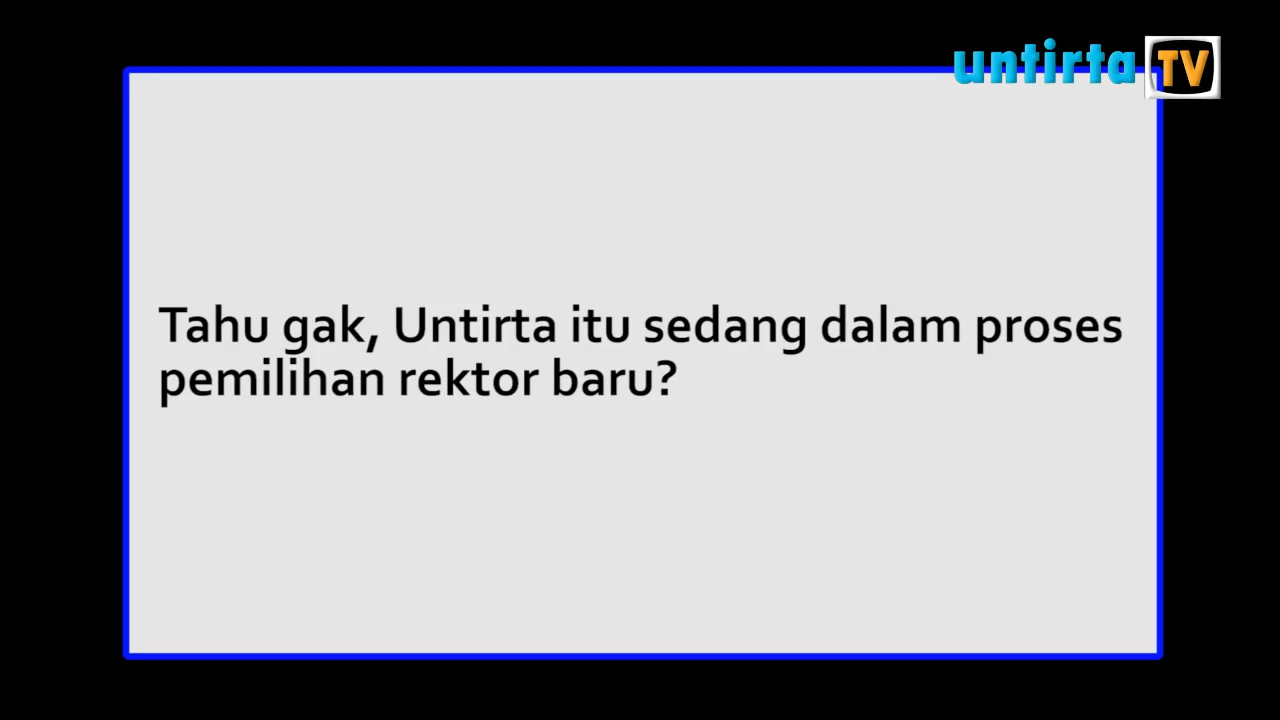 untirta TV
Tahu gak, Untirta itu sedang dalam proses
pemilihan rektor baru?